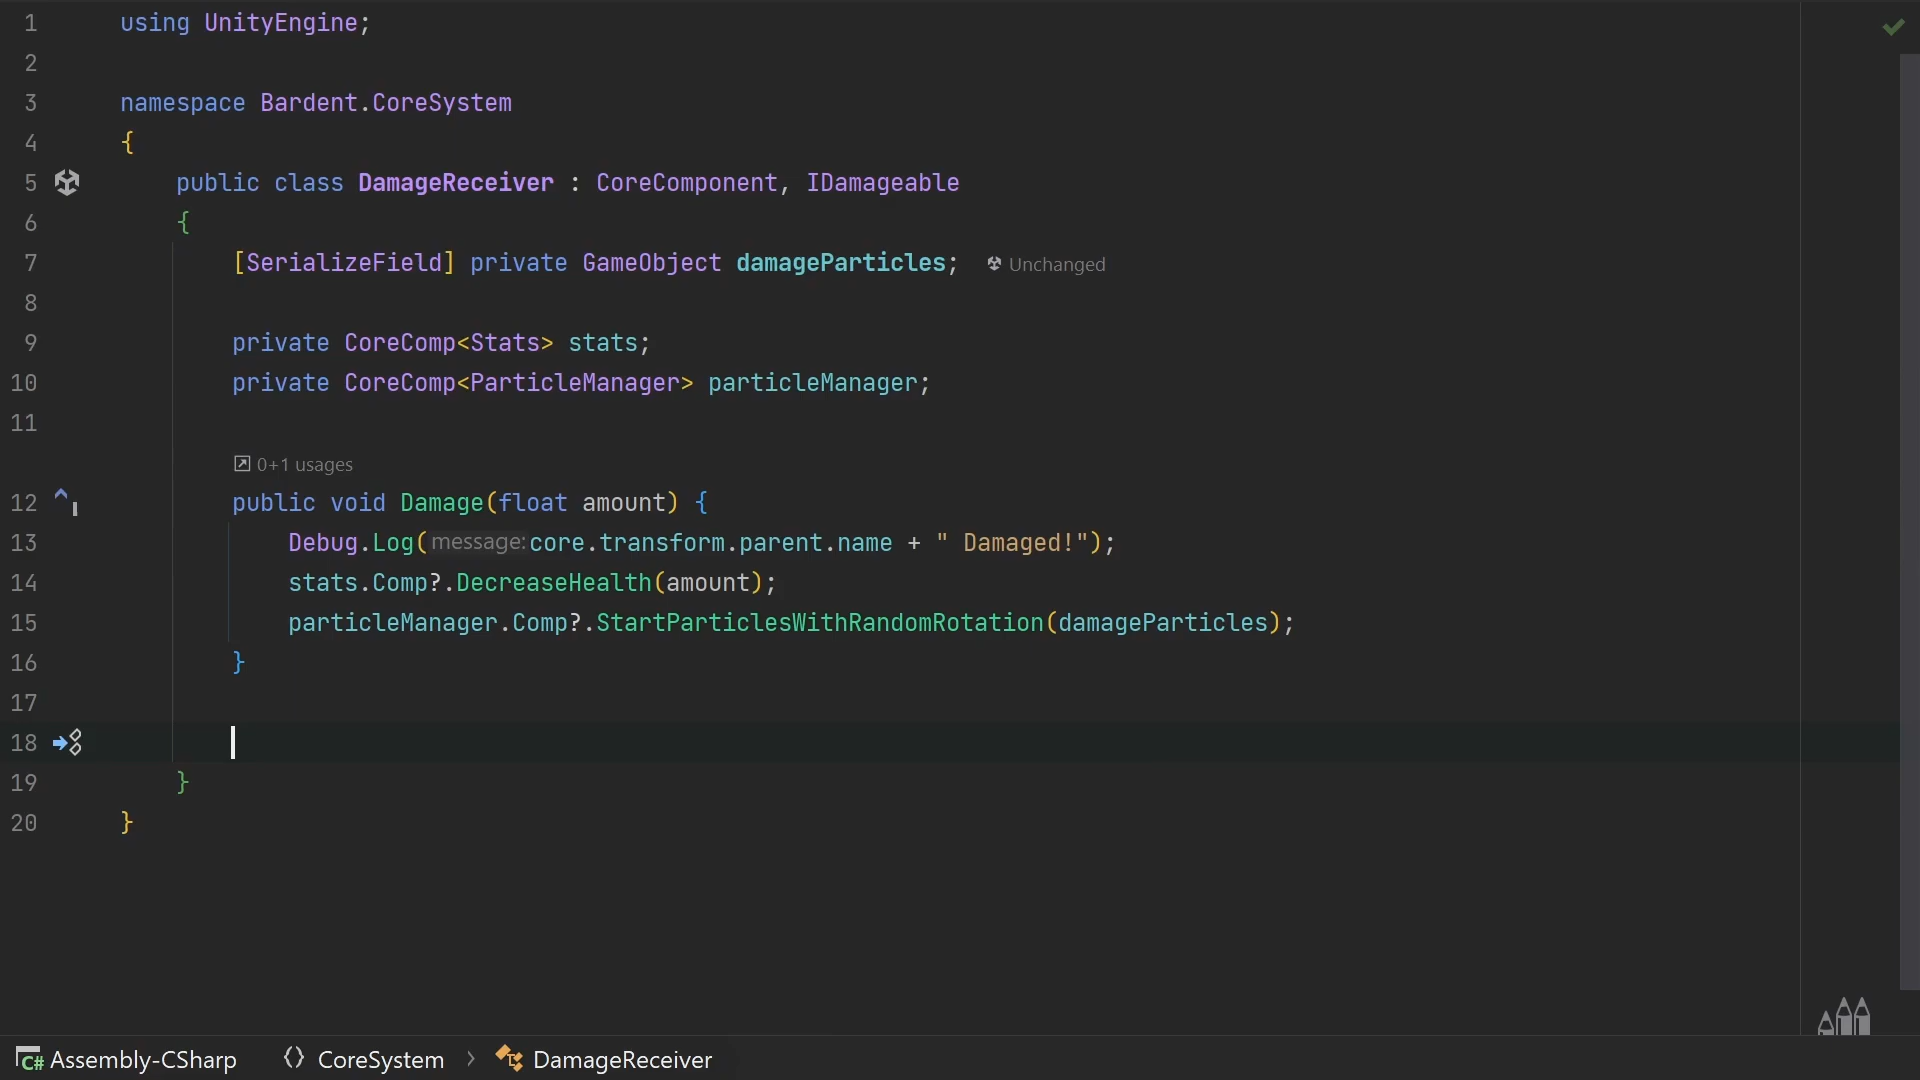 1 using UnityEngine;
2
3 namespace Bardent.CoreSystem
4 {
5 public class DamageReceiver : CoreComponent, IDamageable
6 {
7 [SerializeField] private GameObject damageParticles; Unchanged
8
9 private CoreComp<Stats> stats;
10 private CoreComp<ParticleManager> particleManager;
11
0+1 usages
12 public void Damage(float amount) {
13 Debug.Log(message:core.transform.parent.name + " Damaged!");
14 stats.Comp?.DecreaseHealth(amount);
15 particleManager.Comp?.StartParticlesWithRandomRotation(damageParticles);
16 }
17
18
19 }
20 }
C# Assembly-CSharp CoreSystem DamageReceiver